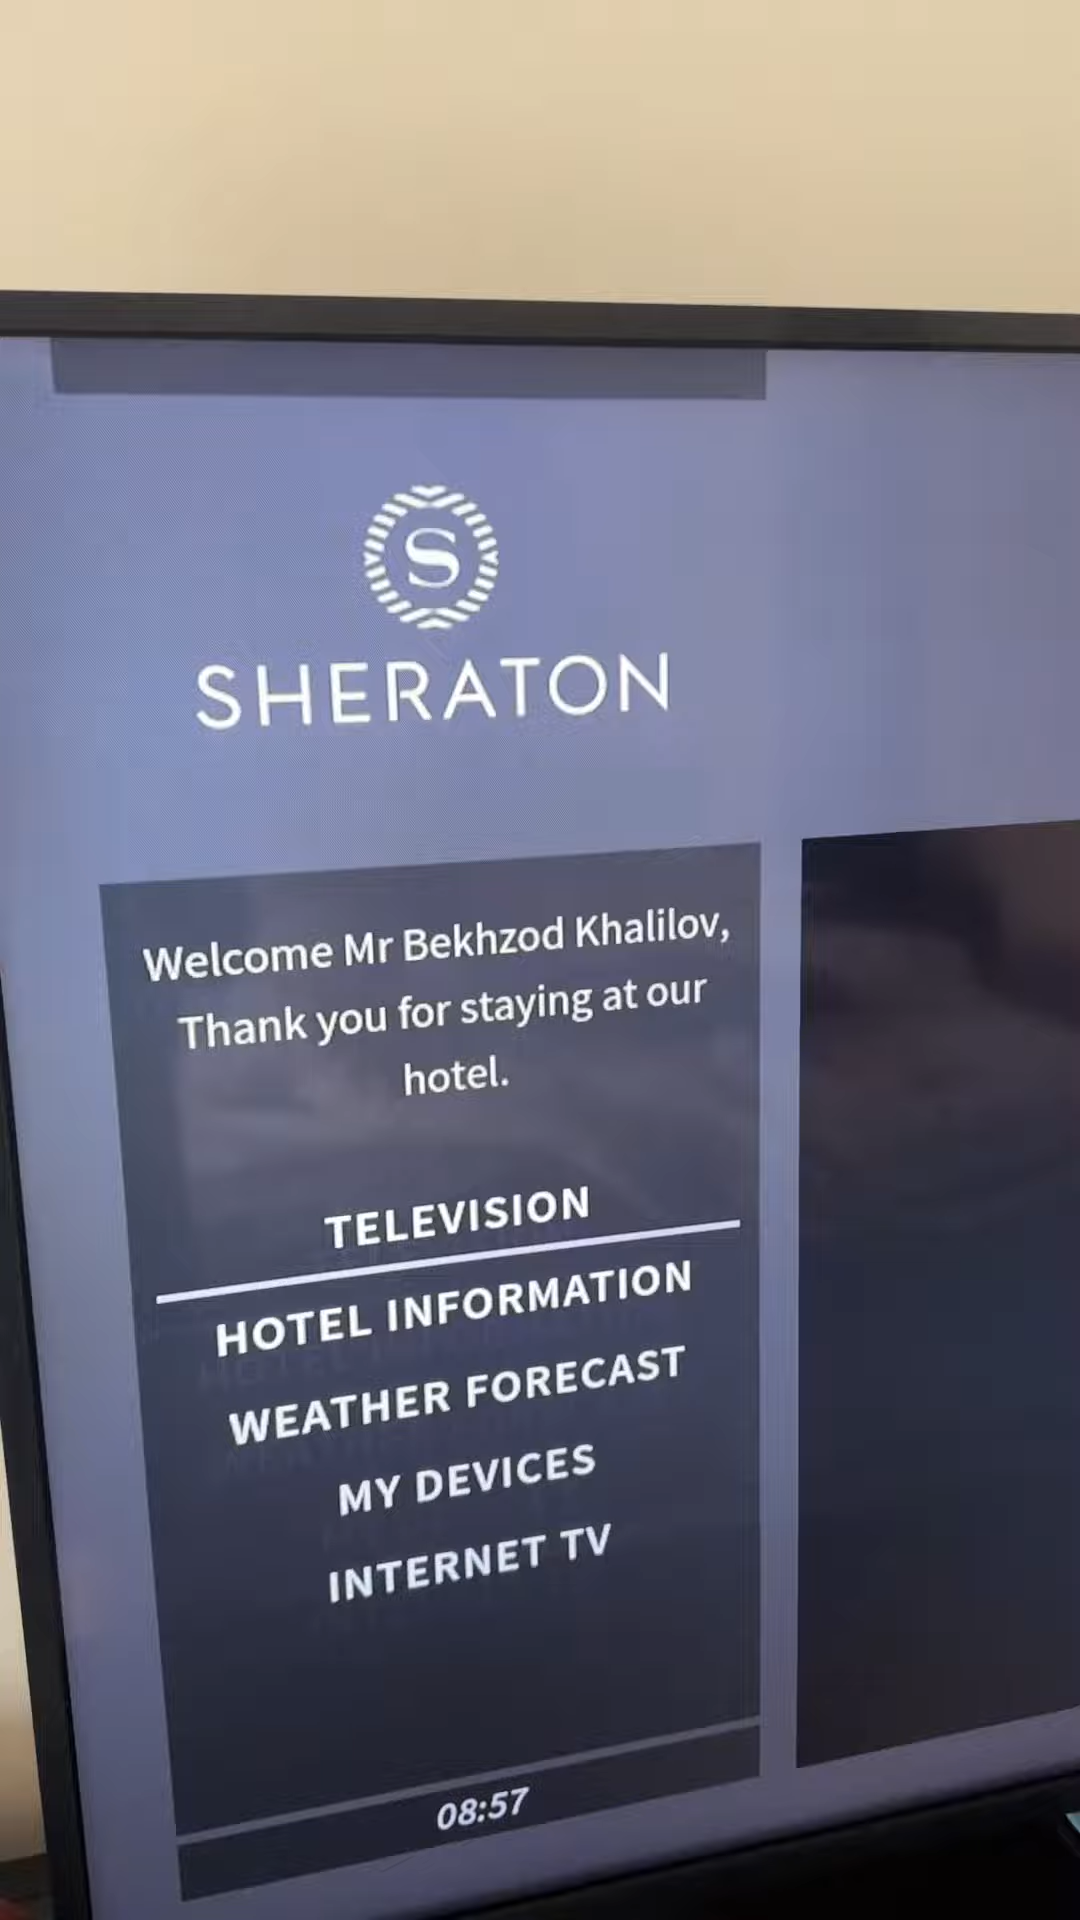 S
SHERATON
Welcome Mr Bekhzod Khalilov,
Thank you for staying at our
hotel.
TELEVISION
HOTEL INFORMATION
WEATHER FORECAST
MY DEVICES
INTERNET TV
08:57